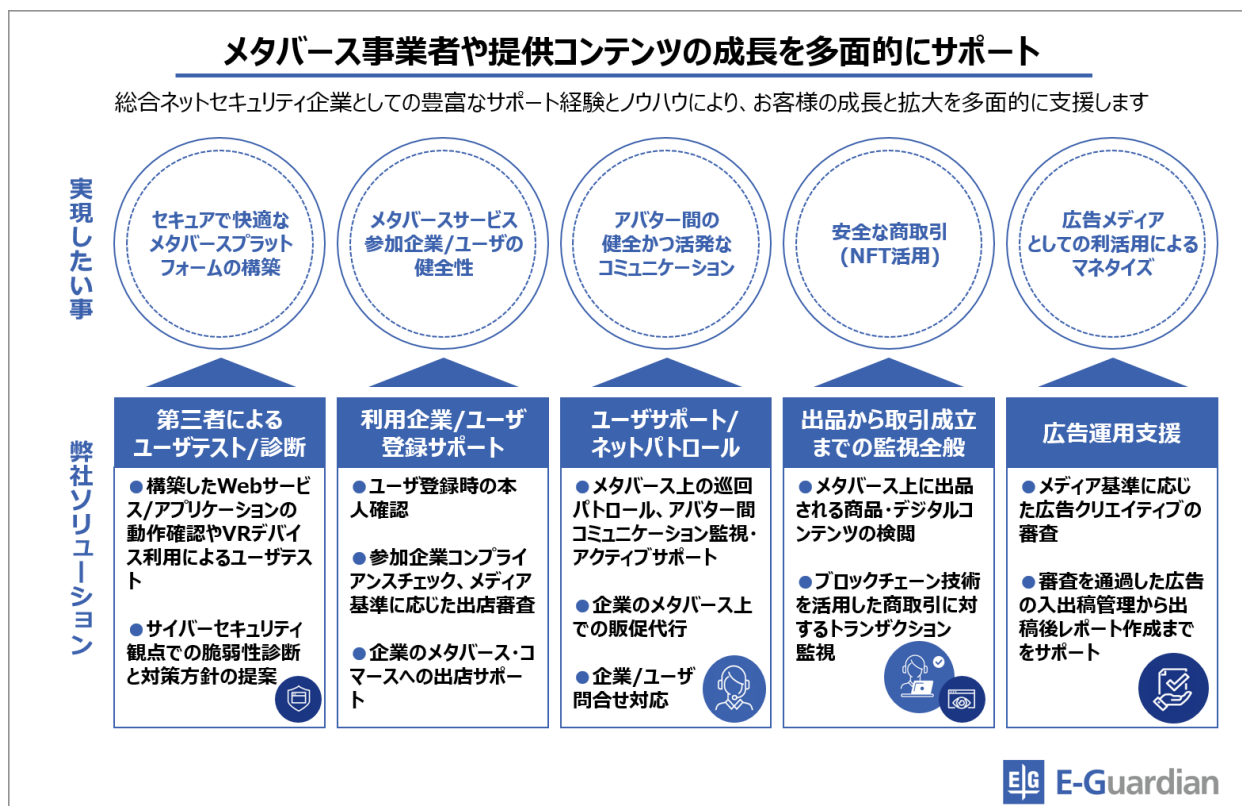 メタバース事業者や提供コンテンツの成長を多面的にサポート
総合ネットセキュリティ企業としての豊富なサポート経験とノウハウにより、お客様の成長と拡大を多面的に支援します
実現したい事
セキュアで快適な
メタバースプラット
フォームの構築
メタバースサービス
参加企業/ユーザの
健全性
アバター間の
健全かつ活発な
コミュニケーション
安全な商取引
(NFT活用)
広告メディア
としての利活用による
マネタイズ
弊社ソリューション
第三者による
ユーザテスト/診断
●構築したWebサービ
ス/アプリケーションの
動作確認やVRデバイ
ス利用によるユーザテス
ト
●サイバーセキュリティ
観点での脆弱性診断
と対策方針の提案
利用企業/ユーザ
登録サポート
●ユーザ登録時の本
人確認
●参加企業コンプライ
アンスチェック、メディア
基準に応じた出店審査
●企業のメタバース・コ
マースへの出店サポー
ト
ユーザサポート/
ネットパトロール
●メタバース上の巡回
パトロール、アバター間
コミュニケーション監視・
アクティブサポート
●企業のメタバース上
での販促代行
●企業/ユーザ
問合せ対応
出品から取引成立
までの監視全般
●メタバース上に出品
される商品・デジタルコ
ンテンツの検閲
●ブロックチェーン技術
を活用した商取引に対
するトランザクション
監視
広告運用支援
●メディア基準に応じ
た広告クリエイティブの
審査
●審査を通過した広告
の入出稿管理から出
稿後レポート作成まで
をサポート
EG E-Guardian